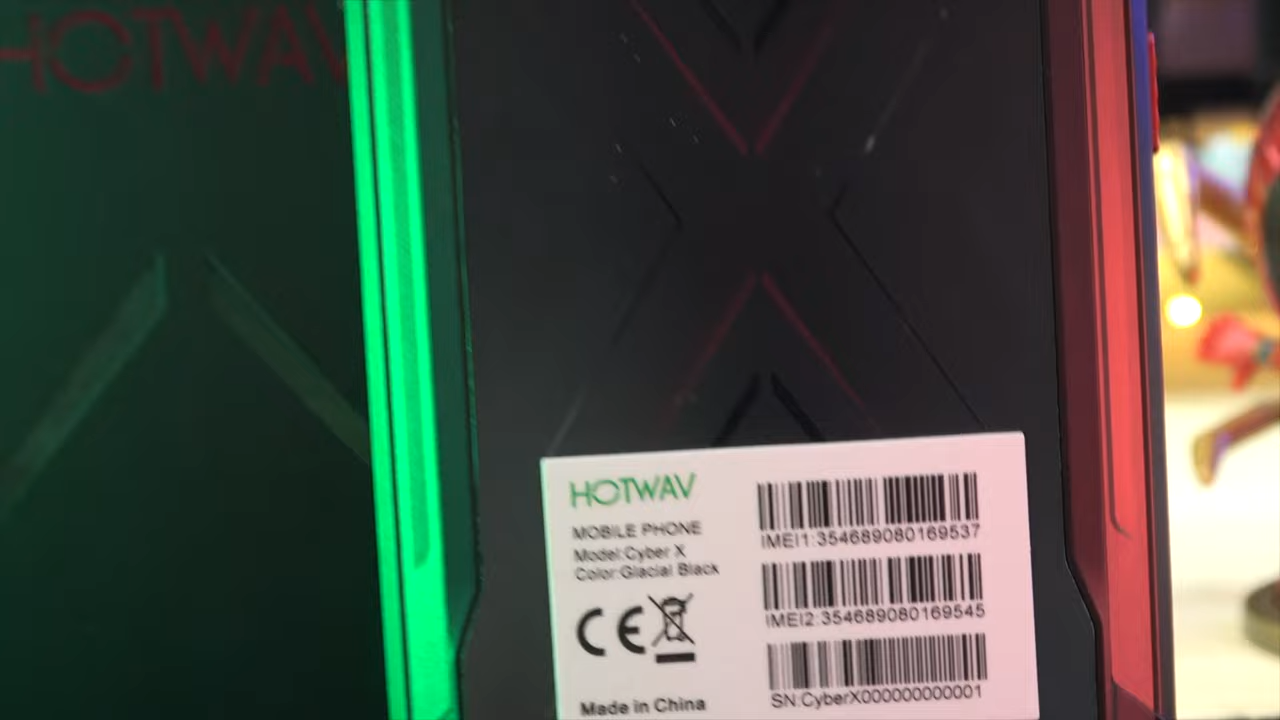 HOTWAV
HOTWAV
MOBILE PHONE
Model:Cyber X
Color:Glacial Black
CE
Made in China
IMEI1:354689080169537
IMEI2:354689080169545
SN:CyberX000000000001